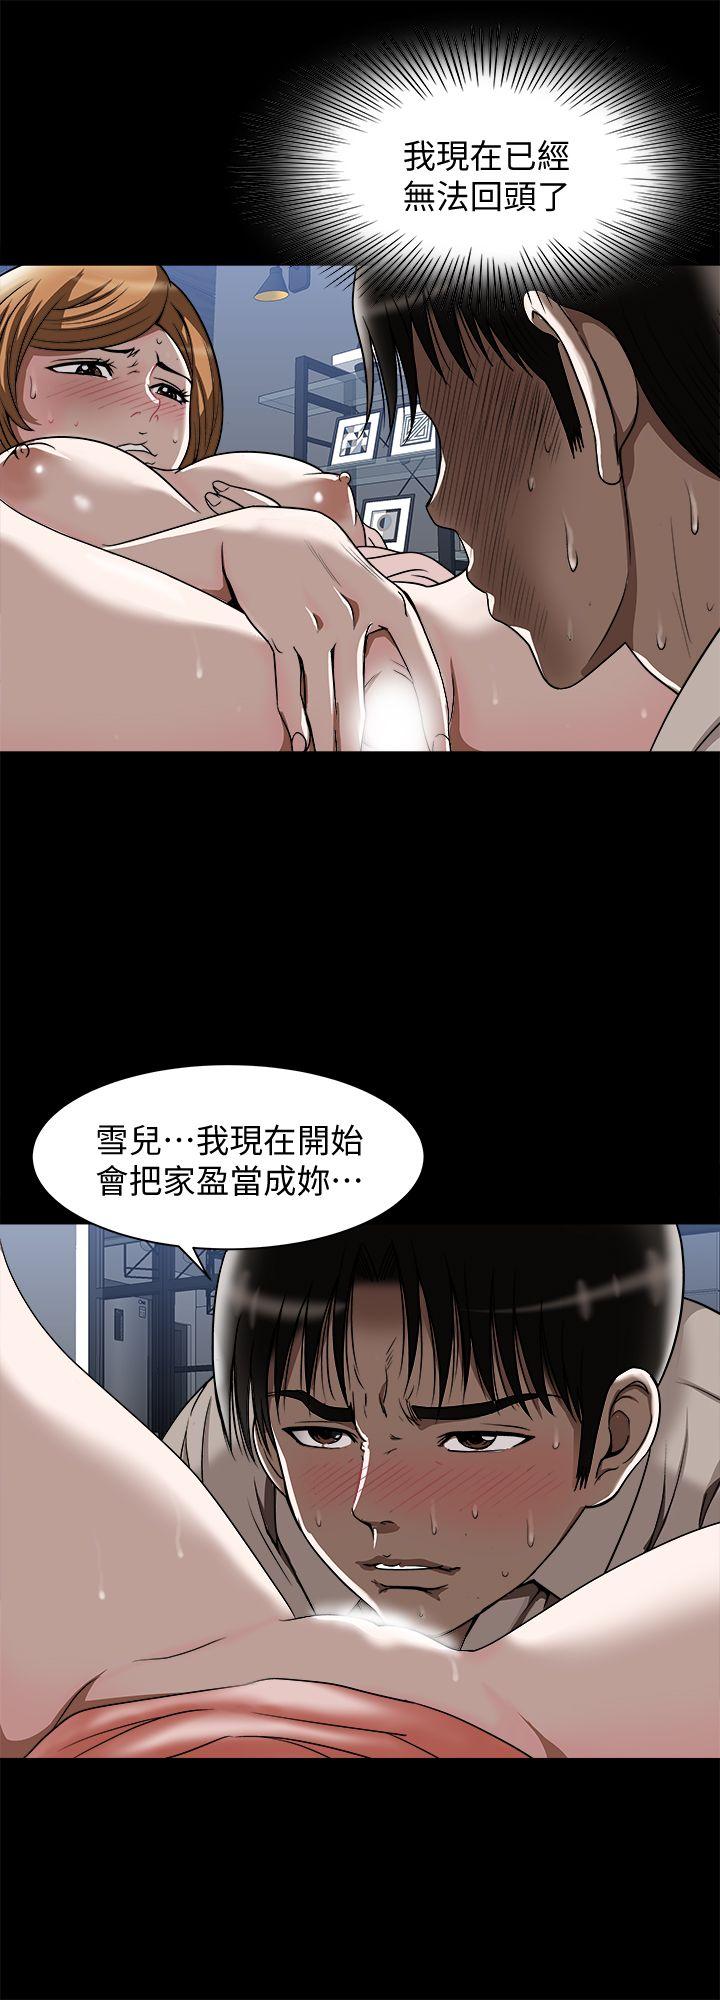 我現在已經
無法回頭了
雪兒⋯我現在開始
會把家盈當成妳⋯